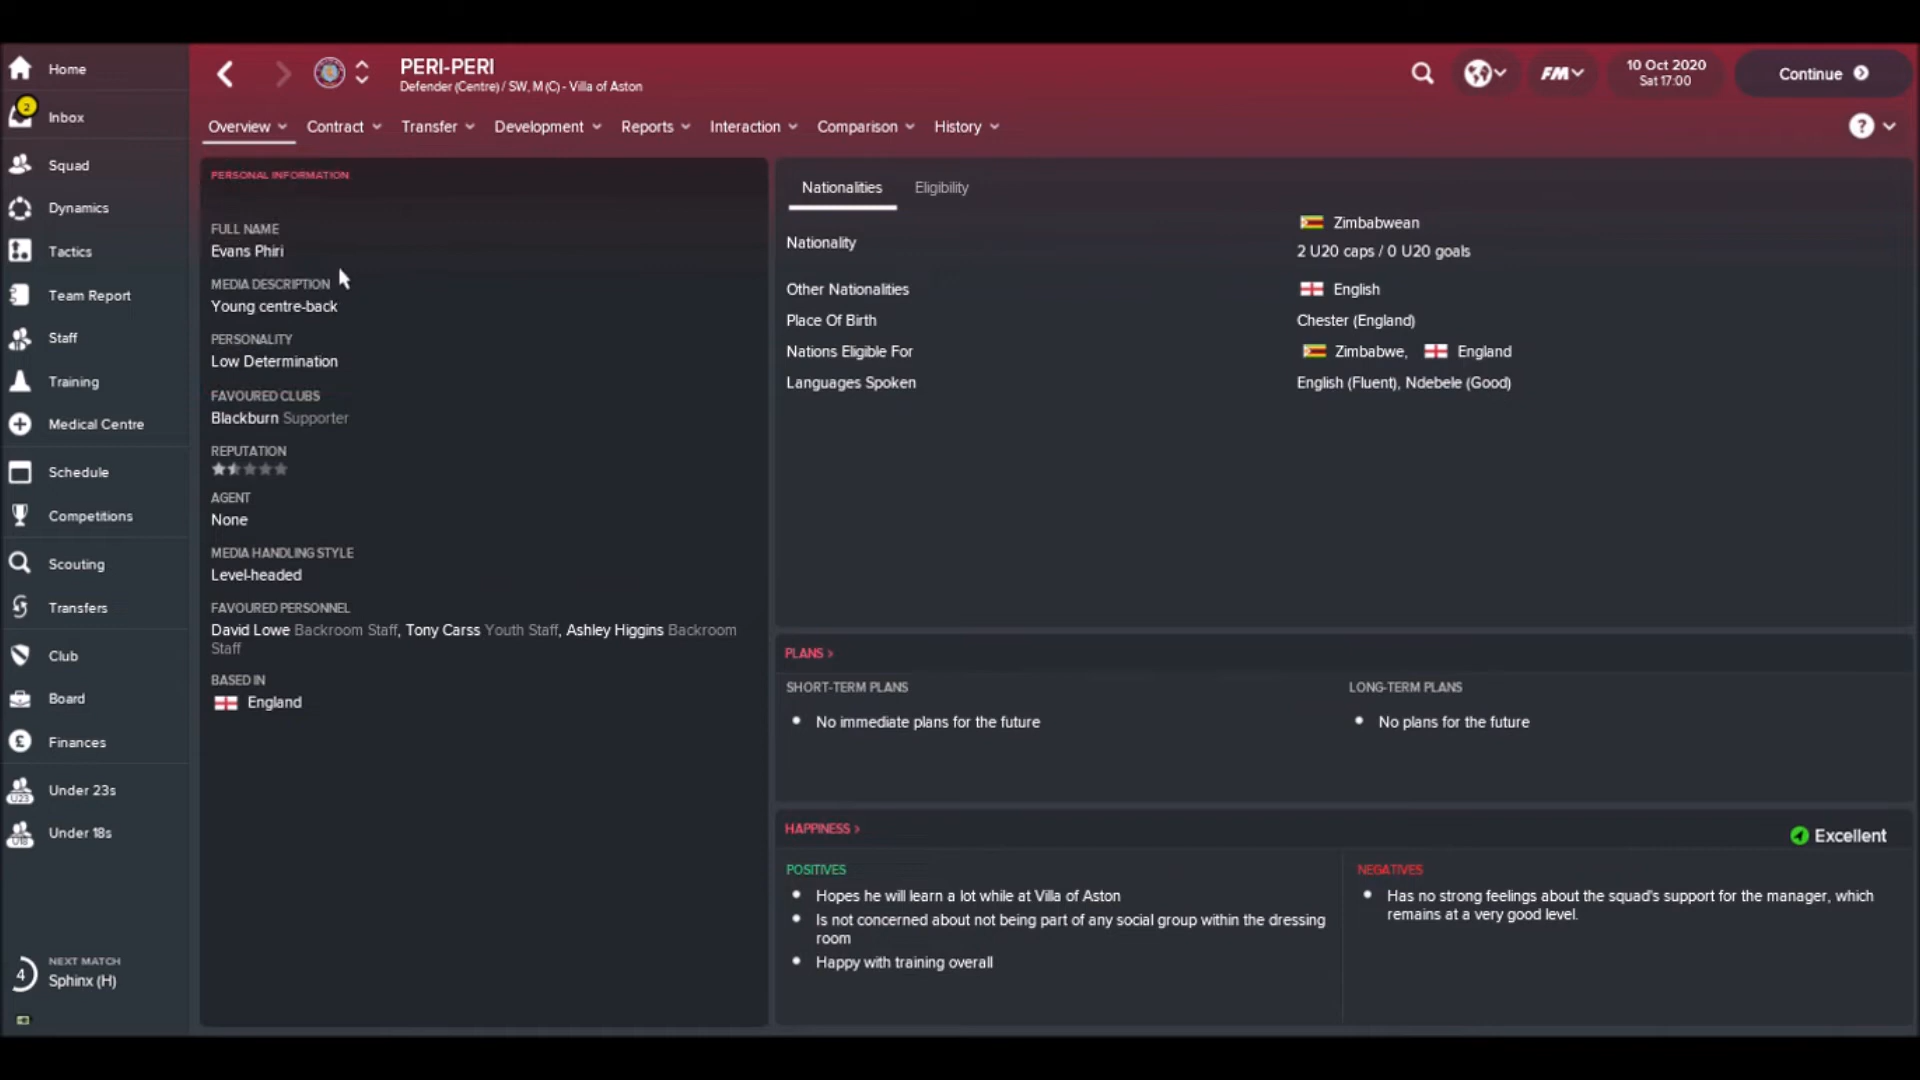 Home
2
Inbox
Squad
Dynamics
Tactics
Team Report
Staff
Training
Medical Centre
Schedule
Competitions
Scouting
Transfers
Club
Board
Finances
Under 23s
U23
Under 18s
U18
4
NEXT MATCH
Sphinx (H)
PERI-PERI
Defender (Centre) / SW, M (C) - Villa of Aston
FM
10 Oct 2020
Sat 17:00
Continue
Overview
Contract
Transfer
Development
Reports
Interaction
Comparison
History
?
PERSONAL INFORMATION
FULL NAME
Evans Phiri
MEDIA DESCRIPTION
Young centre-back
PERSONALITY
Low Determination
FAVOURED CLUBS
Blackburn Supporter
REPUTATION
AGENT
None
MEDIA HANDLING STYLE
Level-headed
FAVOURED PERSONNEL
David Lowe Backroom Staff, Tony Carss Youth Staff, Ashley Higgins Backroom
Staff
BASED IN
England
Nationalities
Eligibility
Nationality
Zimbabwean
2 U20 caps / 0 U20 goals
Other Nationalities
English
Place Of Birth
Chester (England)
Nations Eligible For
Zimbabwe, England
Languages Spoken
English (Fluent), Ndebele (Good)
PLANS >
SHORT-TERM PLANS
• No immediate plans for the future
LONG-TERM PLANS
• No plans for the future
HAPPINESS >
Excellent
POSITIVES
• Hopes he will learn a lot while at Villa of Aston
• Is not concerned about not being part of any social group within the dressing
room
• Happy with training overall
NEGATIVES
• Has no strong feelings about the squad's support for the manager, which
remains at a very good level.